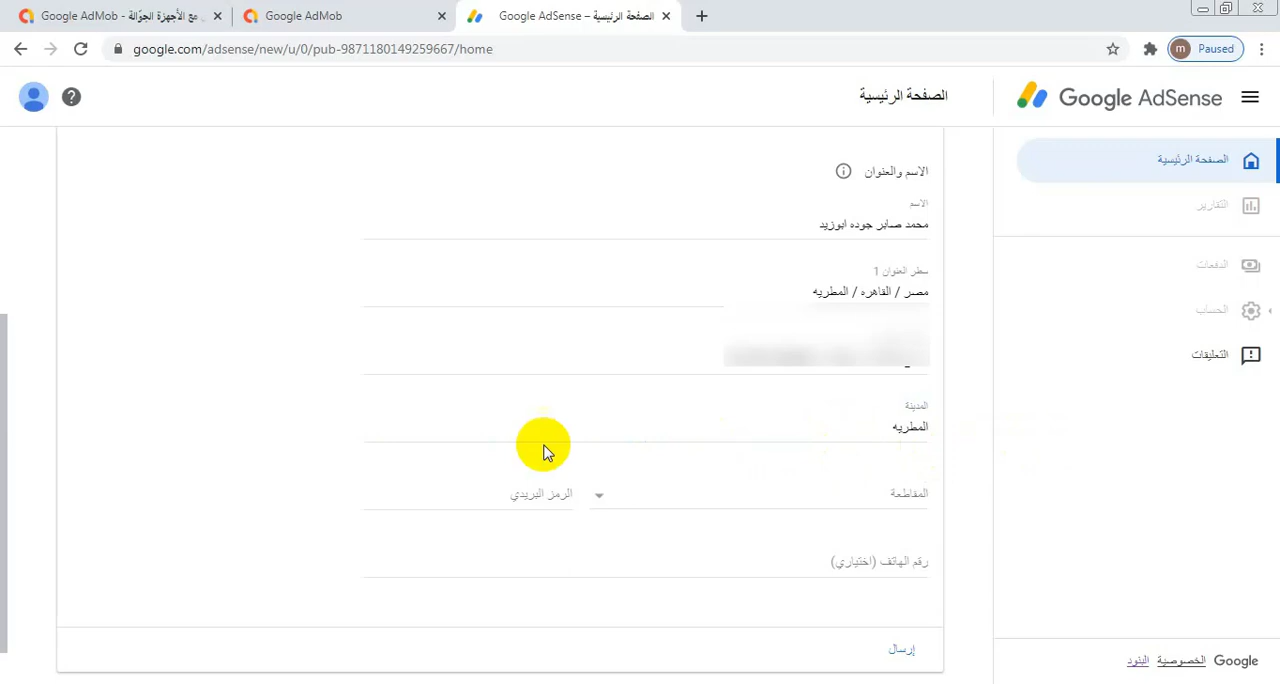 Google AdMob - مع الأجهزة الجوّالة
Google AdMob
Google AdSense – الصفحة الرئيسية
google.com/adsense/new/u/0/pub-9871180149259667/home
m Paused
الصفحة الرئيسية
Google AdSense
الصفحة الرئيسية
التقارير
الدفعات
الحساب
التعليقات
الاسم والعنوان
الاسم
محمد صابر جوده ابوزيد
سطر العنوان 1
مصر / القاهره / المطريه
المدينة
المطريه
المقاطعة
الرمز البريدي
رقم الهاتف (اختياري)
إرسال
Google الخصوصية البنود